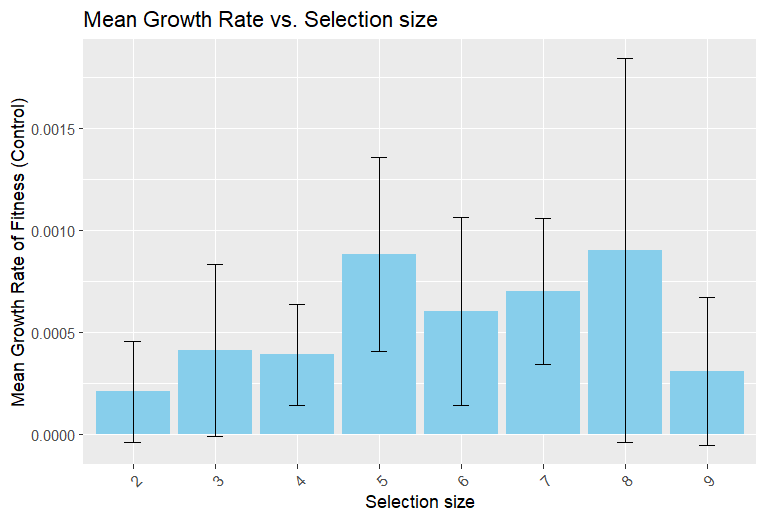 Mean Growth Rate vs. Selection size
Mean Growth Rate of Fitness (Control)
0.0015
0.0010
0.0005
0.0000
2 3 4 5 6 7 8 9
Selection size